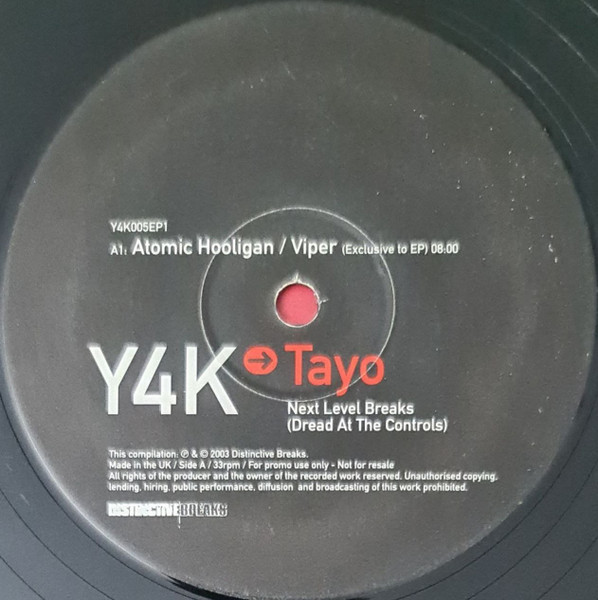 Y4K005EP1
A1: Atomic Hooligan / Viper (Exclusive to EP) 08:00
Y4K → Tayo
Next Level Breaks
(Dread At The Controls)
This compilation: ℗ & © 2003 Distinctive Breaks.
Made in the UK / Side A / 33rpm / For promo use only - Not for resale
All rights of the producer and the owner of the recorded work reserved. Unauthorised copying.
lending, hiring, public performance, diffusion and broadcasting of this work prohibited.
DISTINCTIVEBREAKS